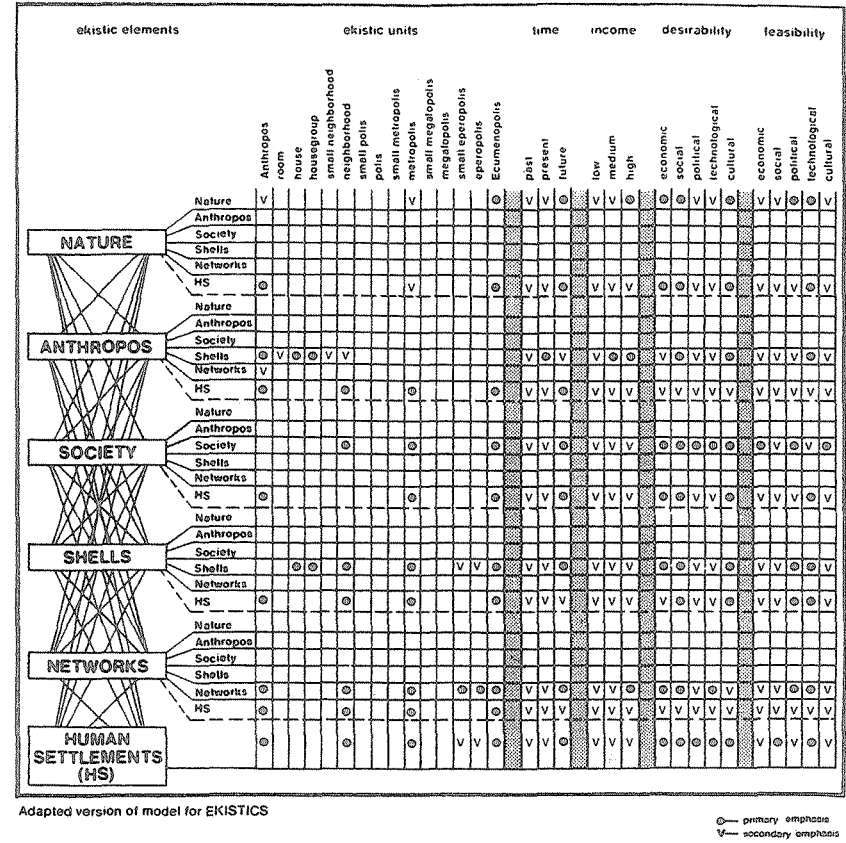 ekistic elements ekistic units time income desirability feasibility
Anthropos
room
house
housegroup
small neighborhood
neighborhood
small polis
polis
small metropolis
metropolis
small megalopolis
megalopolis
small eperopolis
eperopolis
Ecumenopolis
past
present
future
low
medium
high
economic
social
political
technological
cultural
economic
social
political
technological
cultural
NATURE
Nature
Anthropos
Society
Shells
Networks
HS
ANTHROPOS
Nature
Anthropos
Society
Shells
Networks
HS
SOCIETY
Nature
Anthropos
Society
Shells
Networks
HS
SHELLS
Nature
Anthropos
Society
Shells
Networks
HS
NETWORKS
Nature
Anthropos
Society
Shells
Networks
HS
HUMAN
SETTLEMENTS
(HS)
Adapted version of model for EKISTICS
primary emphasis
V— secondary emphasis